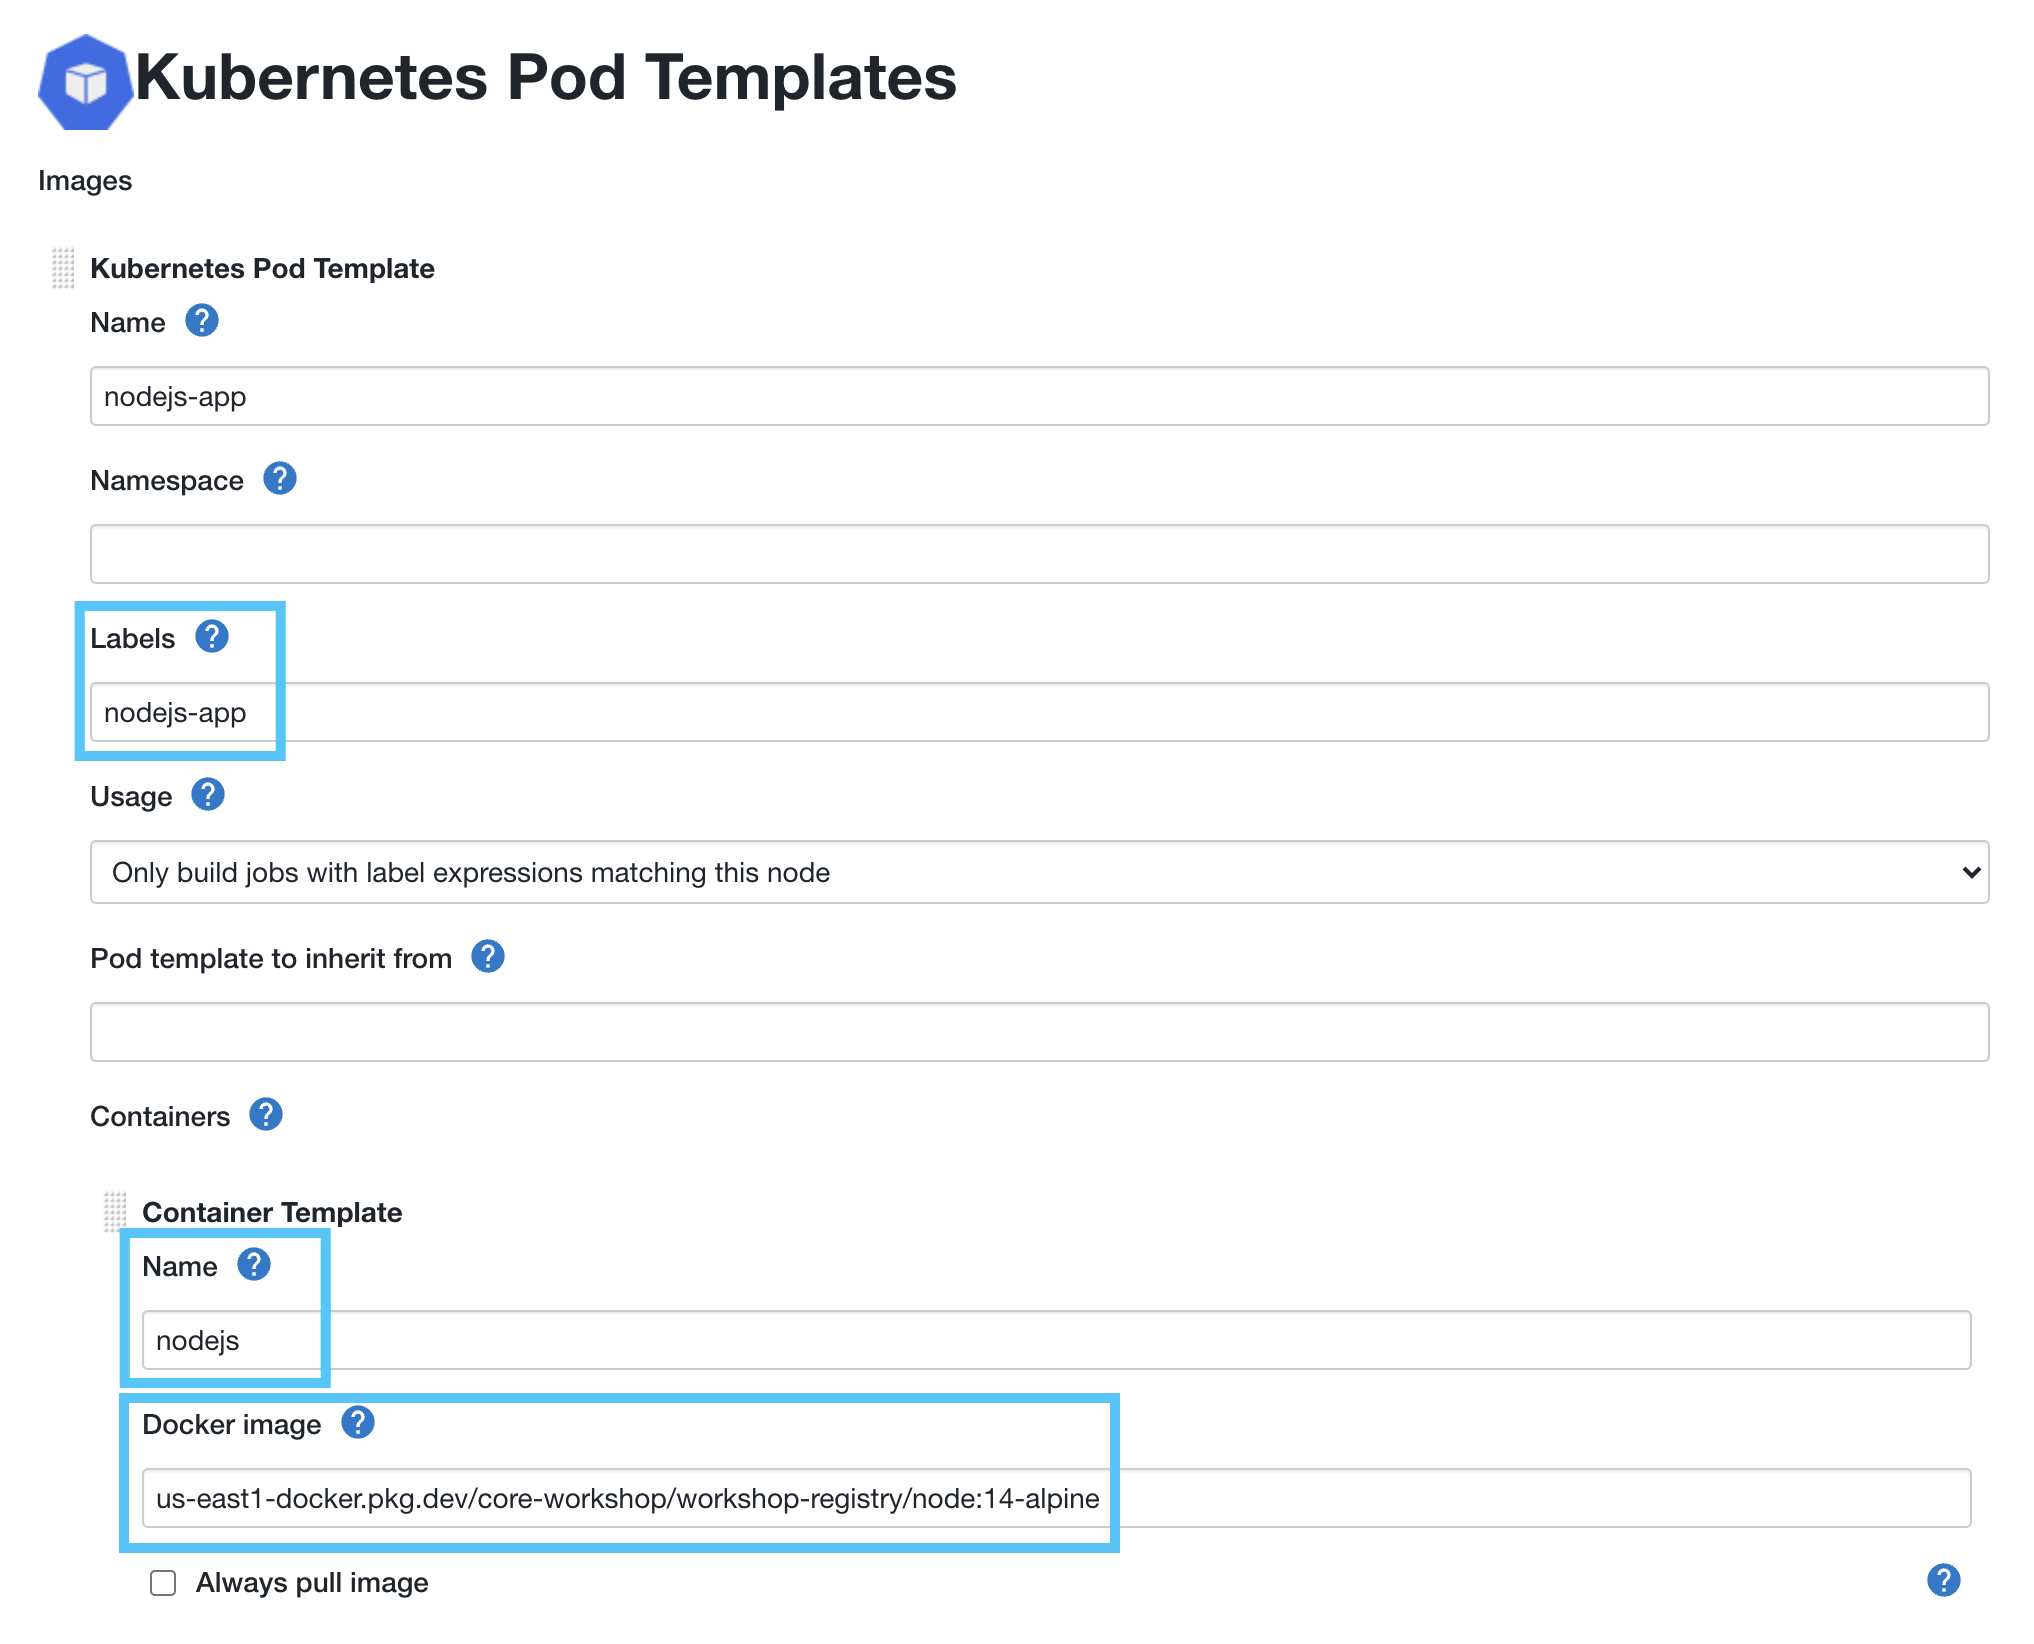 Kubernetes Pod Templates
Images
Kubernetes Pod Template
Name ?
nodejs-app
Namespace ?
Labels ?
nodejs-app
Usage ?
Only build jobs with label expressions matching this node
Pod template to inherit from ?
Containers ?
Container Template
Name ?
nodejs
Docker image ?
us-east1-docker.pkg.dev/core-workshop/workshop-registry/node:14-alpine
Always pull image ?